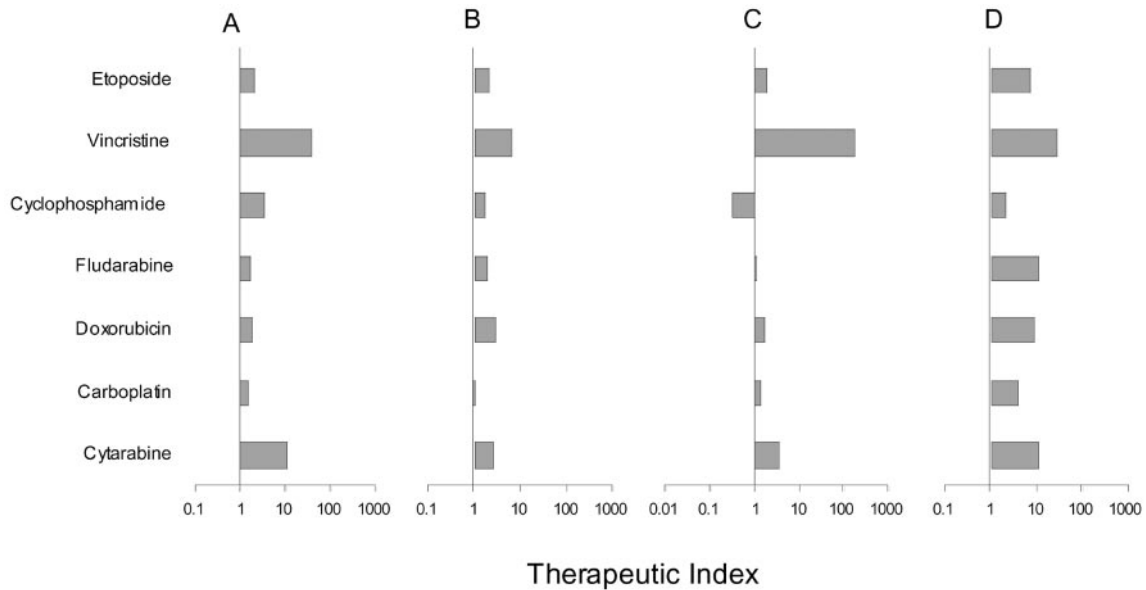 A B C D
Etoposide
Vincristine
Cyclophosphamide
Fludarabine
Doxorubicin
Carboplatin
Cytarabine
0.1 1 10 100 1000 0.1 1 10 100 1000 0.01 0.1 1 10 100 1000 0.1 1 10 100 1000
Therapeutic Index